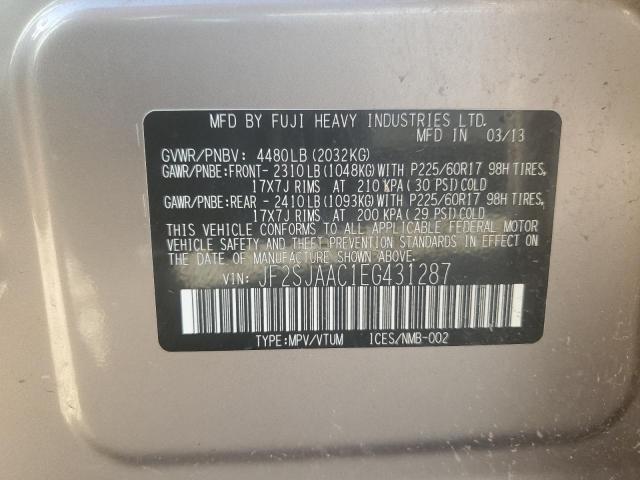 MFD BY FUJI HEAVY INDUSTRIES LTD.
MFD IN 03/13
GVWR/PNBV: 4480LB(2032KG)
GAWR/PNBE:FRONT- 2310LB(1048KG)WITH P225/60R17 98H TIRES,
17X7J RIMS AT 210KPA(30 PSI)COLD
GAWR/PNBE:REAR - 2410LB(1093KG)WITH P225/60R17 98H TIRES,
17X7J RIMS AT 200KPA(29 PSI)COLD
THIS VEHICLE CONFORMS TO ALL APPLICABLE FEDERAL MOTOR
VEHICLE SAFETY AND THEFT PREVENTION STANDARDS IN EFFECT ON
THE DATE OF MANUFACTURE SHOWN ABOVE.
VIN: JF2SJAAC1EG431287
TYPE:MPV/VTUM ICES/NMB-002